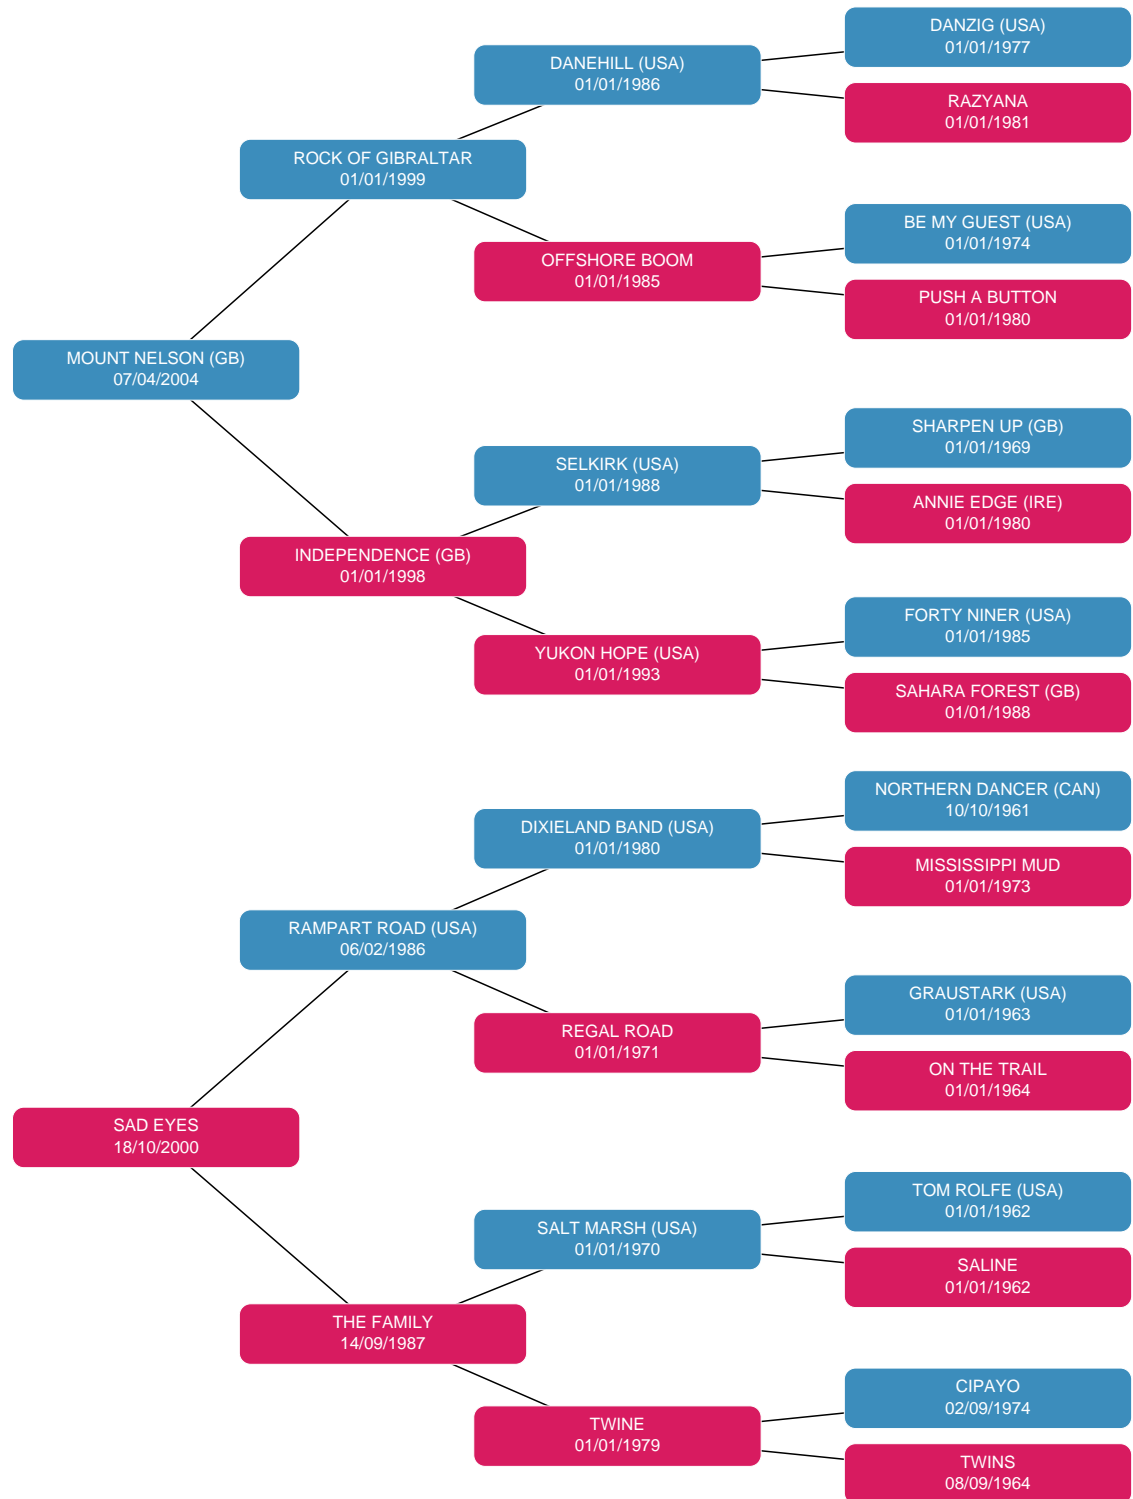 DANZIG (USA)
01/01/1977
DANEHILL (USA)
01/01/1986
RAZYANA
01/01/1981
ROCK OF GIBRALTAR
01/01/1999
BE MY GUEST (USA)
01/01/1974
OFFSHORE BOOM
01/01/1985
PUSH A BUTTON
01/01/1980
MOUNT NELSON (GB)
07/04/2004
SHARPEN UP (GB)
01/01/1969
SELKIRK (USA)
01/01/1988
ANNIE EDGE (IRE)
01/01/1980
INDEPENDENCE (GB)
01/01/1998
FORTY NINER (USA)
01/01/1985
YUKON HOPE (USA)
01/01/1993
SAHARA FOREST (GB)
01/01/1988
NORTHERN DANCER (CAN)
10/10/1961
DIXIELAND BAND (USA)
01/01/1980
MISSISSIPPI MUD
01/01/1973
RAMPART ROAD (USA)
06/02/1986
GRAUSTARK (USA)
01/01/1963
REGAL ROAD
01/01/1971
ON THE TRAIL
01/01/1964
SAD EYES
18/10/2000
TOM ROLFE (USA)
01/01/1962
SALT MARSH (USA)
01/01/1970
SALINE
01/01/1962
THE FAMILY
14/09/1987
CIPAYO
02/09/1974
TWINE
01/01/1979
TWINS
08/09/1964